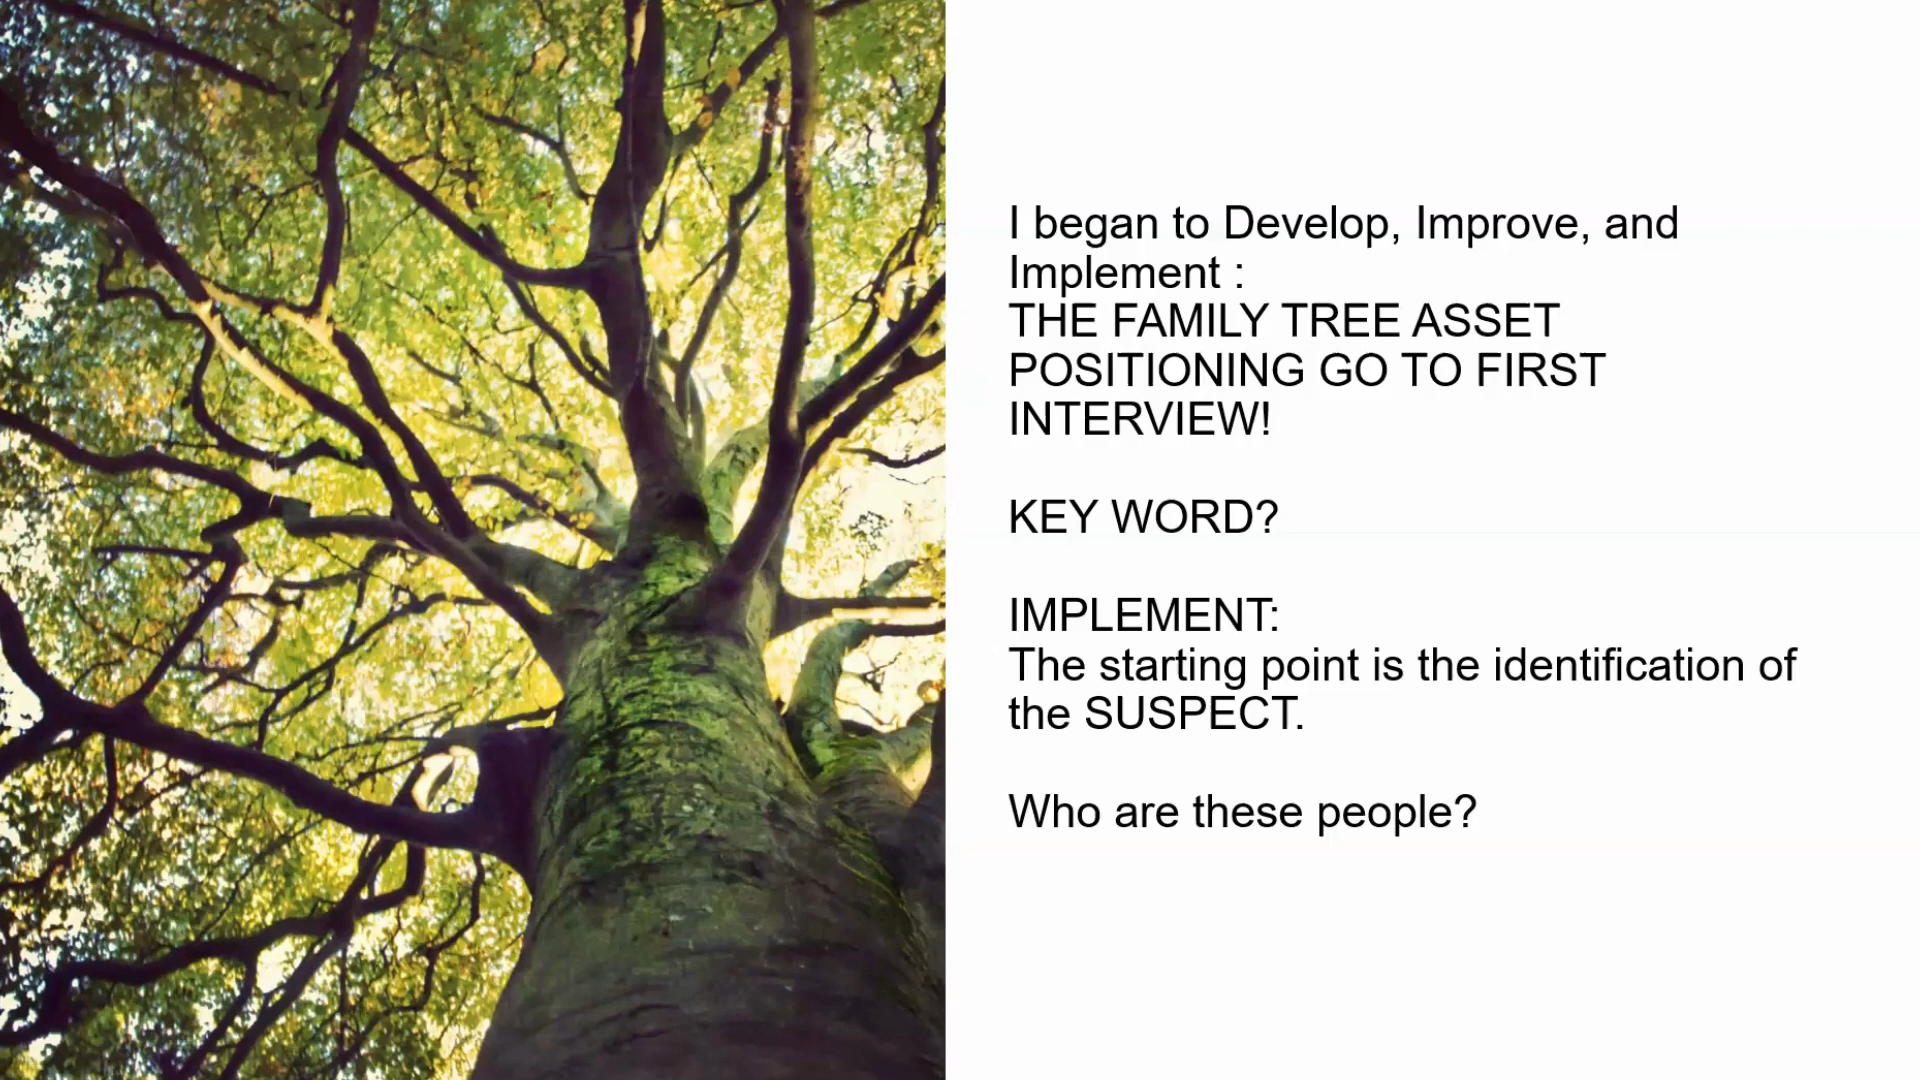 I began to Develop, Improve, and
Implement :
THE FAMILY TREE ASSET
POSITIONING GO TO FIRST
INTERVIEW!
KEY WORD?
IMPLEMENT:
The starting point is the identification of
the SUSPECT.
Who are these people?